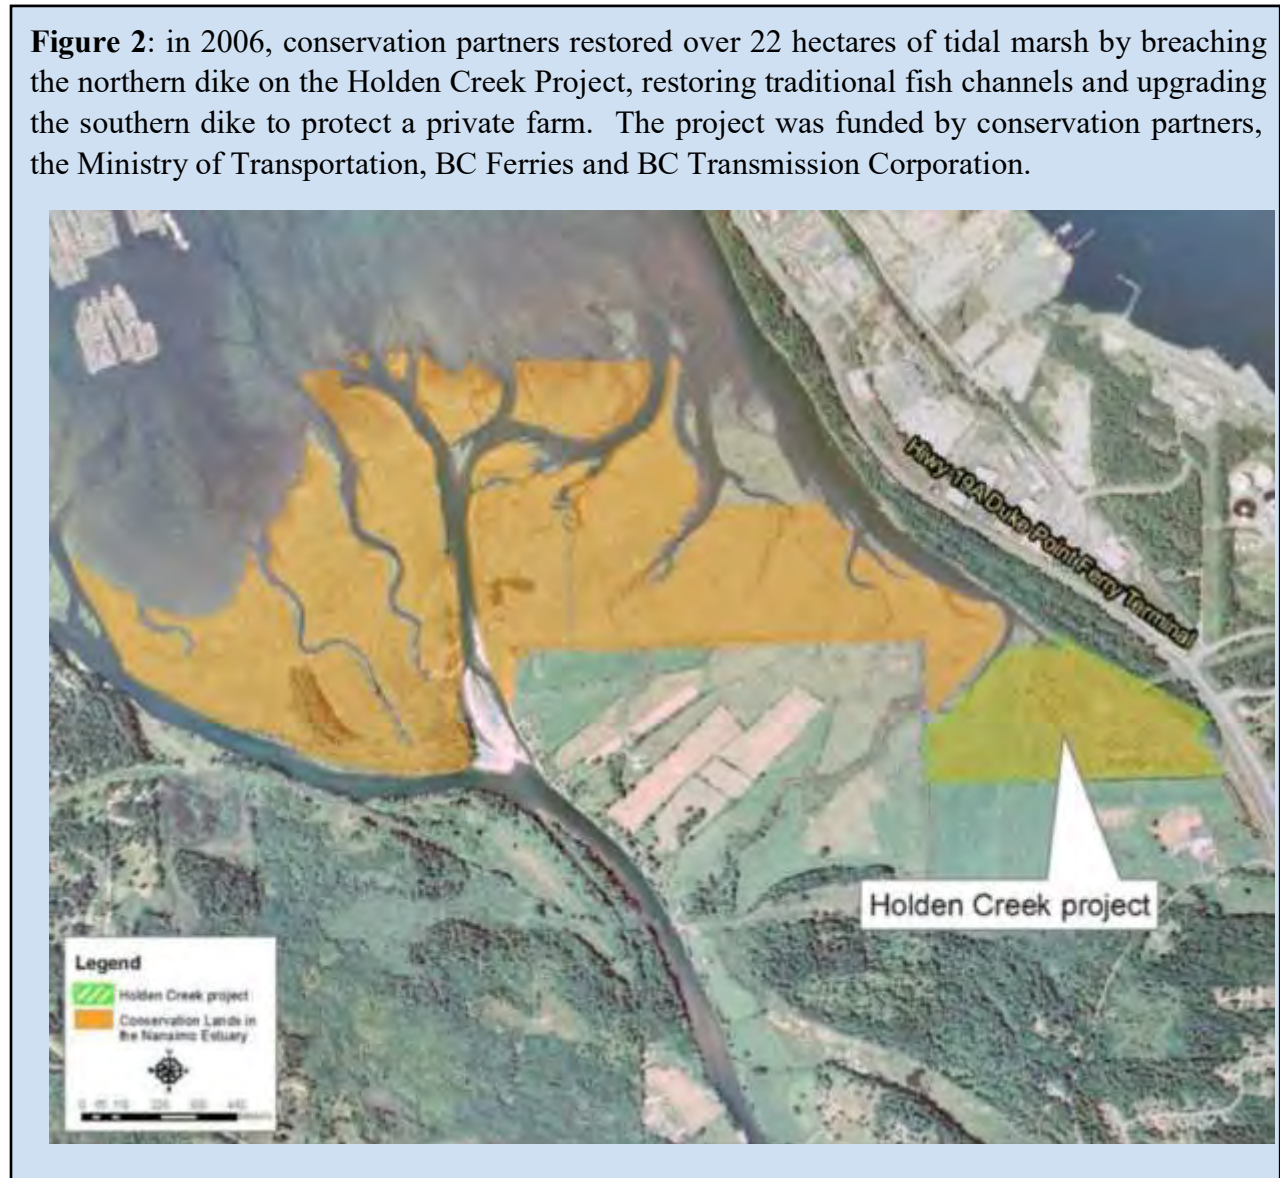 Figure 2: in 2006, conservation partners restored over 22 hectares of tidal marsh by breaching
the northern dike on the Holden Creek Project, restoring traditional fish channels and upgrading
the southern dike to protect a private farm.  The project was funded by conservation partners,
the Ministry of Transportation, BC Ferries and BC Transmission Corporation.
Hiwy 19A Duke Point Ferry Terminal
Holden Creek project
Legend
Holden Creek project
Conservation Lands in
the Nanaimo Estuary
0